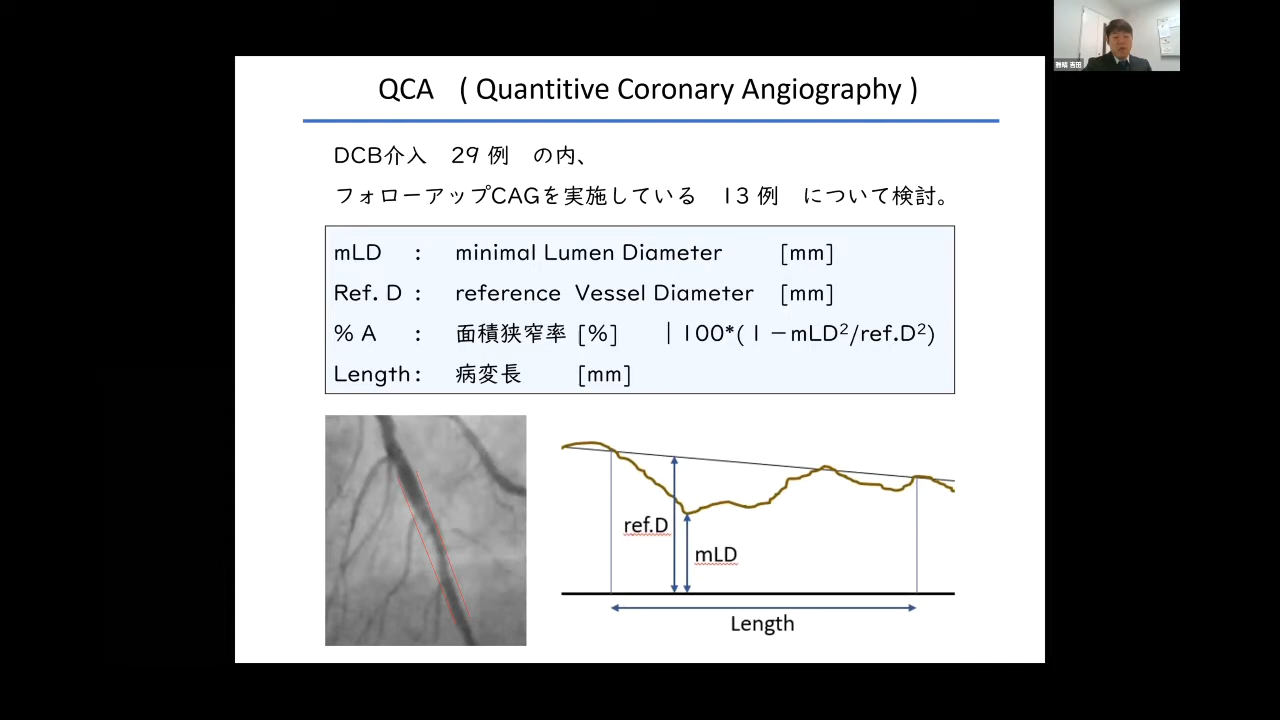 QCA ( Quantitive Coronary Angiography )
DCB介入 29 例 の内、
フォローアップCAGを実施している 13 例 について検討。
mLD : minimal Lumen Diameter [mm]
Ref. D : reference Vessel Diameter [mm]
% A : 面積狭窄率 [%] | 100*( 1 － mLD²/ref.D²)
Length : 病変長 [mm]
ref.D
mLD
Length